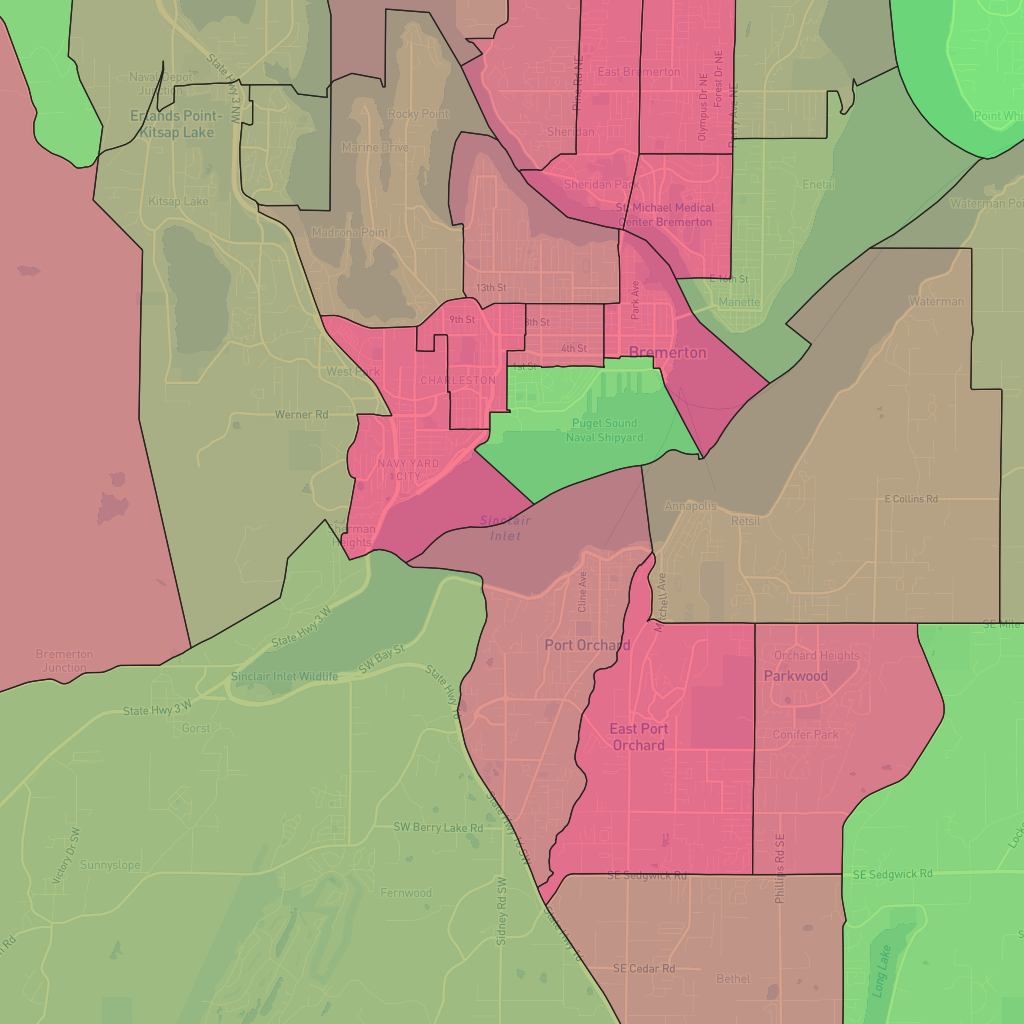 State Hwy 3 NW
Naval Depot
Junction
Erlands Point-
Kitsap Lake
Kitsap Lake
Rocky Point
Marine Drive
Madrona Point
Pine Rd NE
East Bremerton
Olympus Dr NE
Forest Dr NE
Perry Ave NE
Sheridan
Sheridan Park
St. Michael Medical
Center Bremerton
Enetai
Point Whi
Waterman Poi
Waterman
E 16th St
Manette
13th St
Park Ave
9th St
8th St
4th St
1st St
Bremerton
West Park
CHARLESTON
Werner Rd
Puget Sound
Naval Shipyard
NAVY YARD
CITY
Sherman
Heights
Sinclair
Inlet
Annapolis
Retsil
E Collins Rd
Cline Ave
Mitchell Ave
SE Mile
Bremerton
Junction
State Hwy 3 W
Port Orchard
SW Bay St
Sinclair Inlet Wildlife
State Hwy
State Hwy 3 W
Gorst
Orchard Heights
Parkwood
East Port
Orchard
Conifer Park
State Hwy 16 SW
SW Berry Lake Rd
Victory Dr SW
Sunnyslope
Fernwood
Sidney Rd SW
SE Sedgwick Rd
Phillips Rd SE
SE Sedgwick Rd
Lock
State Hwy 16
SE Cedar Rd
Bethel
Long Lake
Rd
S